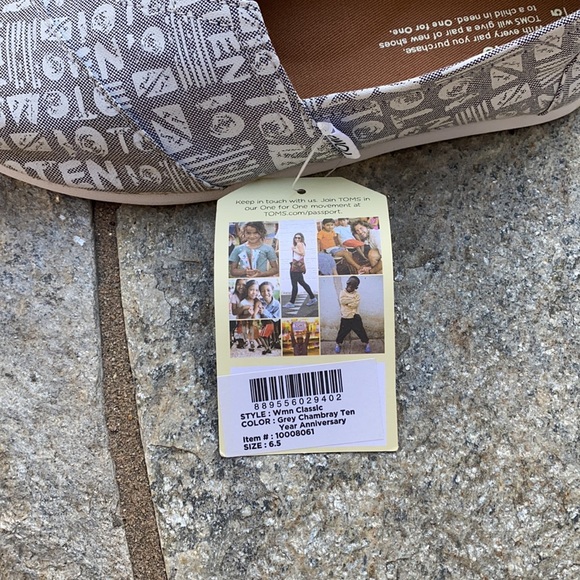 TEN
TEN
With every pair you purchase,
TOMS will give a pair of new shoes
to a child in need. One for One.
Keep in touch with us. Join TOMS in
our One for One movement at
TOMS.com/passport.
889556029402
STYLE : Wmn Classic
COLOR : Grey Chambray Ten
Year Anniversary
Item # : 10008061
SIZE : 6.5